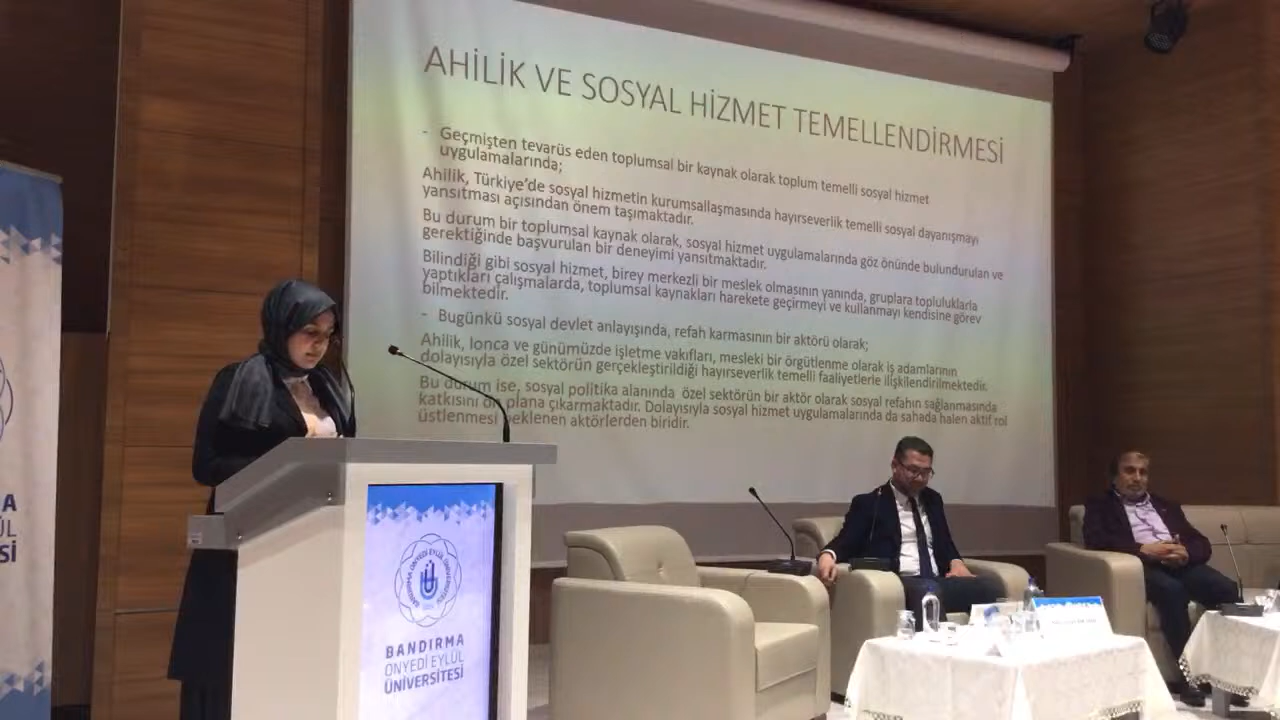 AHİLİK VE SOSYAL HİZMET TEMELLENDİRMESİ
- Geçmişten tevarüs eden toplumsal bir kaynak olarak toplum temelli sosyal hizmet
uygulamalarında;
Ahilik, Türkiye'de sosyal hizmetin kurumsallaşmasında hayırseverlik temelli sosyal dayanışmayı
yansıtması açısından önem taşımaktadır.
Bu durum bir toplumsal kaynak olarak, sosyal hizmet uygulamalarında göz önünde bulundurulan ve
gerektiğinde başvurulan bir deneyimi yansıtmaktadır.
Bilindiği gibi sosyal hizmet, birey merkezli bir meslek olmasının yanında, gruplara topluluklarla
yaptıkları çalışmalarda, toplumsal kaynakları harekete geçirmeyi ve kullanmayı kendisine görev
bilmektedir.
- Bugünkü sosyal devlet anlayışında, refah karmasının bir aktörü olarak;
Ahilik, lonca ve günümüzde işletme vakıfları, mesleki bir örgütlenme olarak iş adamlarının
dolayısıyla özel sektörün gerçekleştirildiği hayırseverlik temelli faaliyetlerle ilişkilendirilmektedir.
Bu durum ise, sosyal politika alanında özel sektörün bir aktör olarak sosyal refahın sağlanmasında
katkısını ön plana çıkarmaktadır. Dolayısıyla sosyal hizmet uygulamalarında da sahada halen aktif rol
üstlenmesi beklenen aktörlerden biridir.
BANDIRMA ONYEDİ EYLÜL ÜNİVERSİTESİ
BANDIRMA
ONYEDİ EYLÜL
ÜNİVERSİTESİ